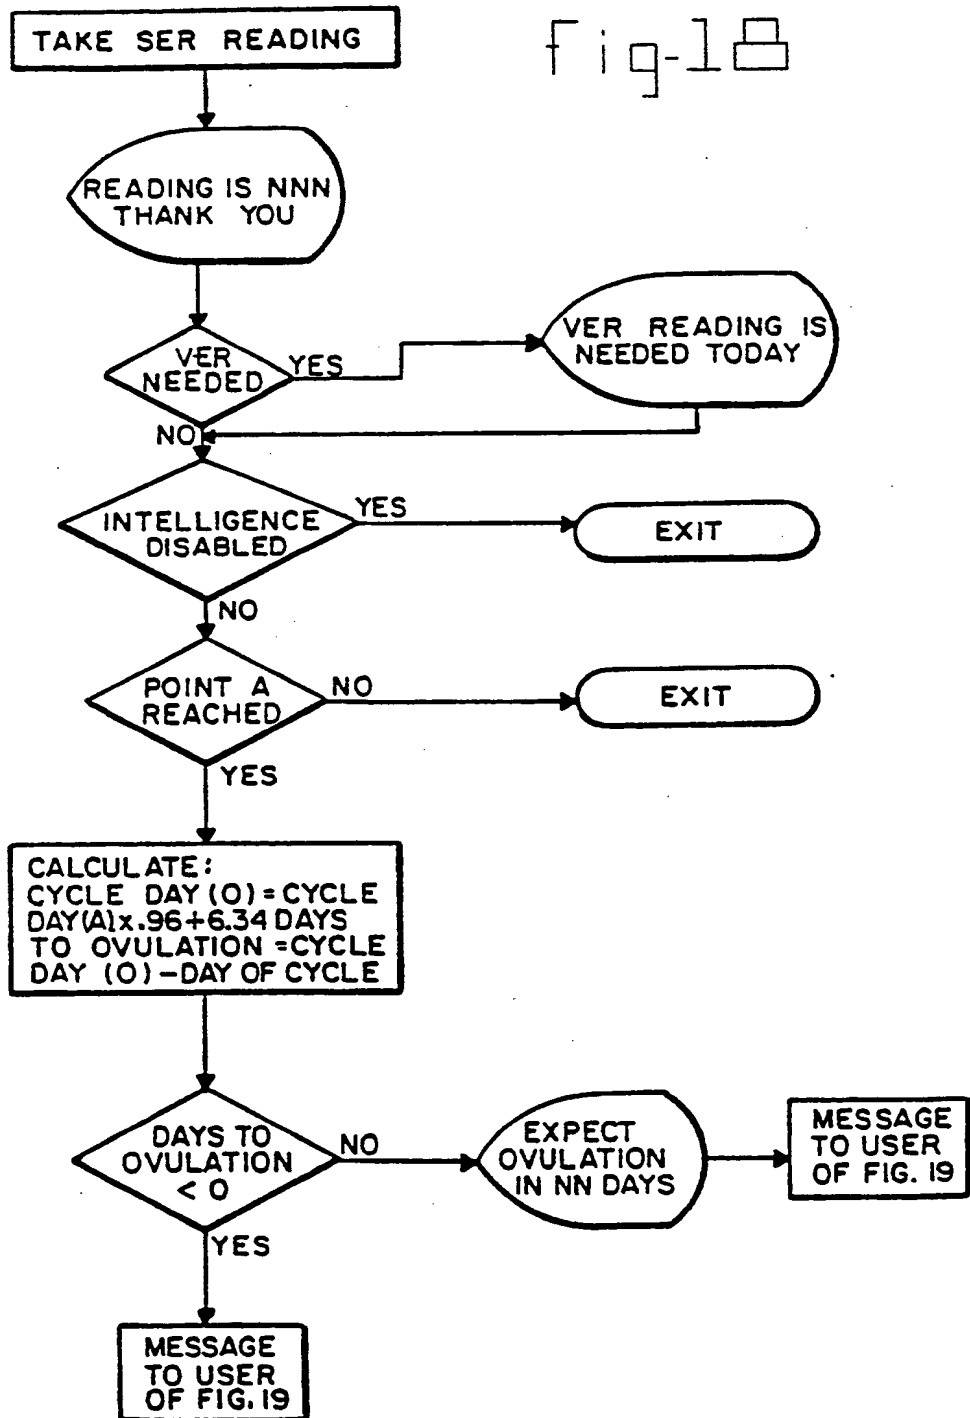 Fig-18
TAKE SER READING
READING IS NNN
THANK YOU
VER
NEEDED
YES
VER READING IS
NEEDED TODAY
NO
INTELLIGENCE
DISABLED
YES
EXIT
NO
POINT A
REACHED
NO
EXIT
YES
CALCULATE:
CYCLE DAY (O)=CYCLE
DAY(A)x.96+6.34 DAYS
TO OVULATION =CYCLE
DAY (O)-DAY OF CYCLE
DAYS TO
OVULATION
< O
NO
EXPECT
OVULATION
IN NN DAYS
MESSAGE
TO USER
OF FIG. 19
YES
MESSAGE
TO USER
OF FIG. 19